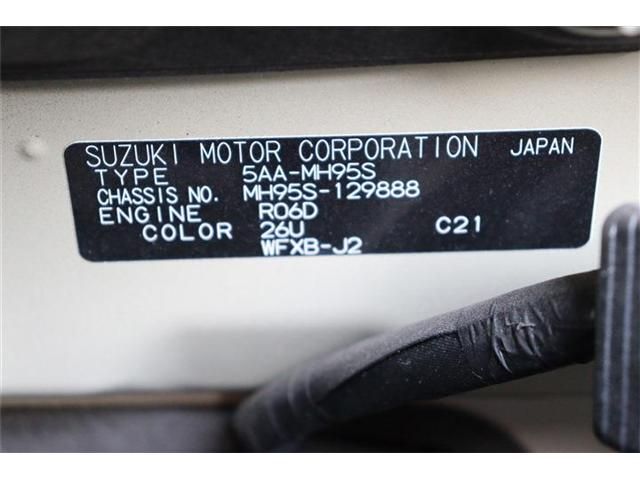 SUZUKI MOTOR CORPORATION JAPAN
TYPE 5AA-MH95S
CHASSIS NO. MH95S-129888
ENGINE R06D
COLOR 26U C21
WFXB-J2